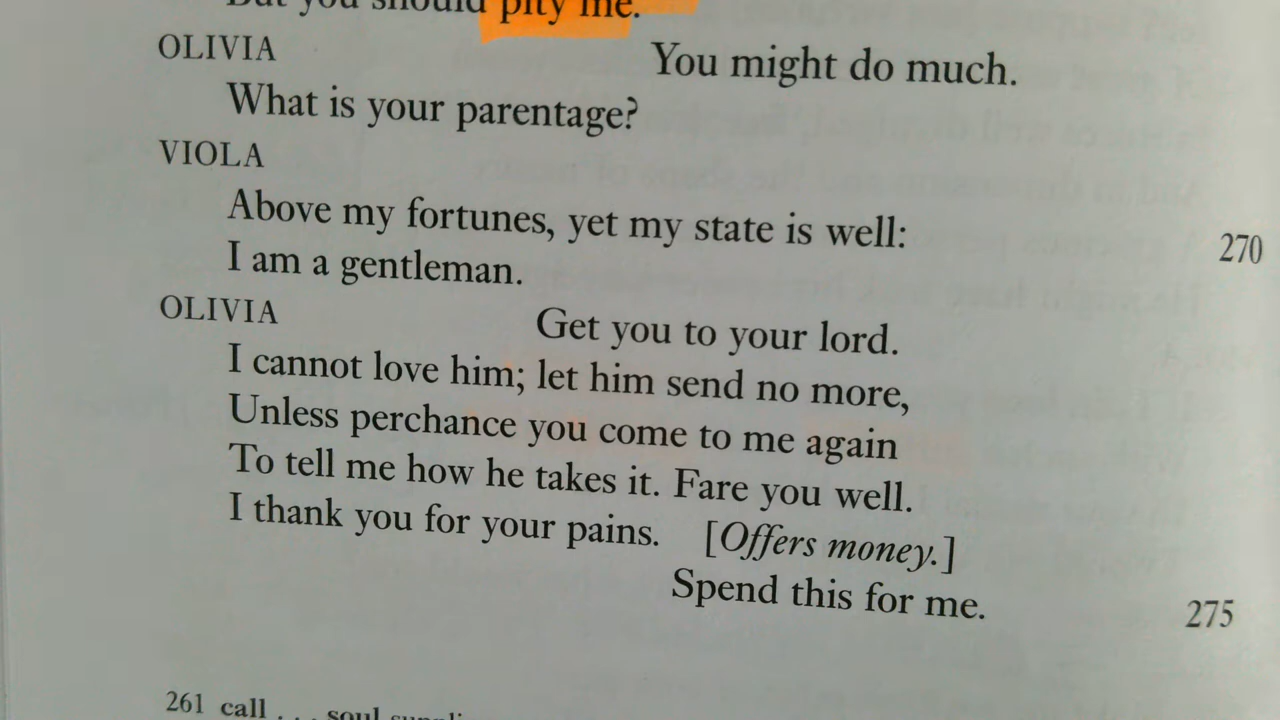 But you should pity me.
OLIVIA You might do much.
What is your parentage?
VIOLA
Above my fortunes, yet my state is well: 270
I am a gentleman.
OLIVIA Get you to your lord.
I cannot love him; let him send no more,
Unless perchance you come to me again
To tell me how he takes it. Fare you well.
I thank you for your pains. [Offers money.]
Spend this for me. 275
261 call . . . soul